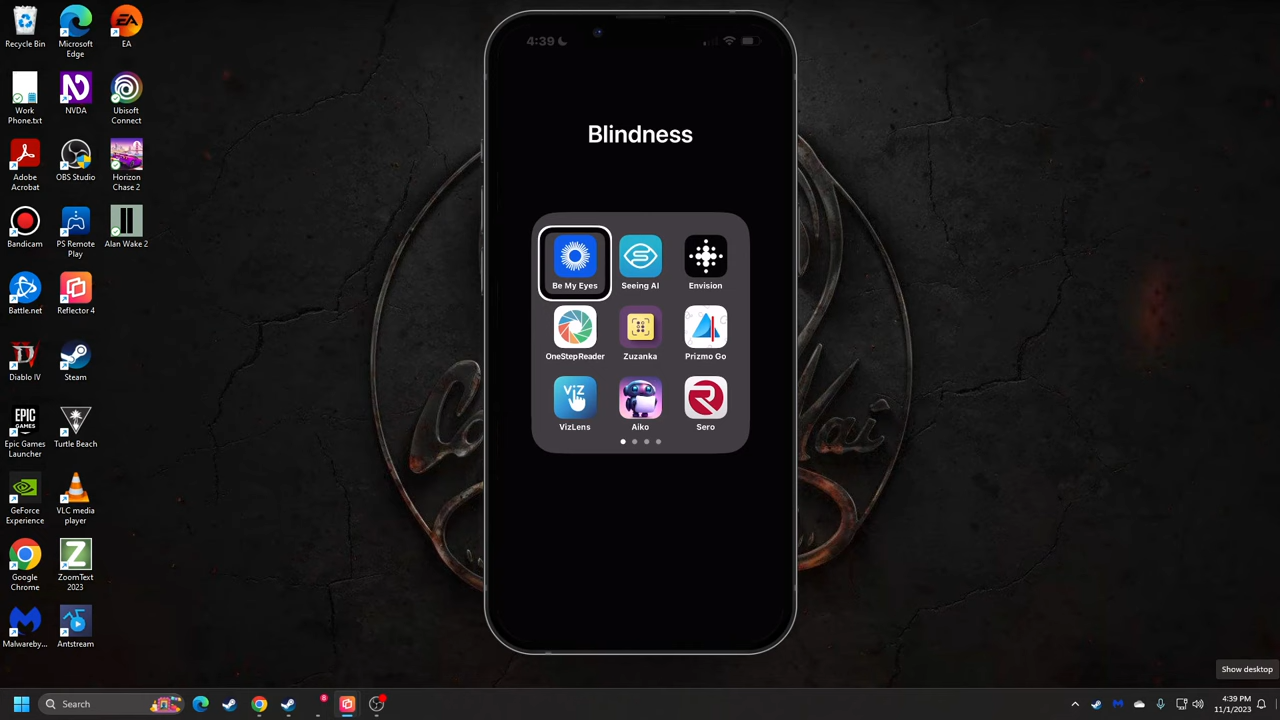 Recycle Bin
Microsoft
Edge
EA
Work
Phone.txt
NVDA
Ubisoft
Connect
Adobe
Acrobat
OBS Studio
Horizon
Chase 2
Bandicam
PS Remote
Play
Alan Wake 2
Battle.net
Reflector 4
Diablo IV
Steam
Epic Games
Launcher
Turtle Beach
GeForce
Experience
VLC media
player
Google
Chrome
ZoomText
2023
Malwareby...
Antstream
4:39
Blindness
Be My Eyes
Seeing AI
Envision
OneStepReader
Zuzanka
Prizmo Go
VIZ
VizLens
Aiko
Sero
Show desktop
Search
8
4:39 PM
11/1/2023